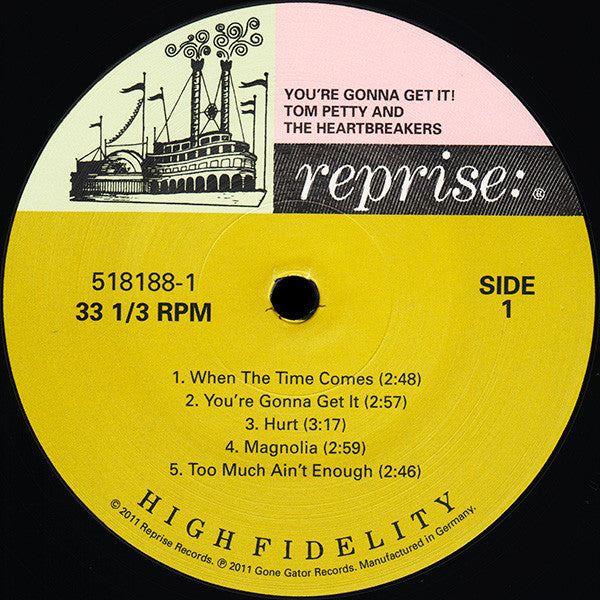 YOU'RE GONNA GET IT!
TOM PETTY AND
THE HEARTBREAKERS
reprise: ®
518188-1
33 1/3 RPM
SIDE
1
1. When The Time Comes (2:48)
2. You're Gonna Get It (2:57)
3. Hurt (3:17)
4. Magnolia (2:59)
5. Too Much Ain't Enough (2:46)
HIGH FIDELITY
© 2011 Reprise Records. ℗ 2011 Gone Gator Records. Manufactured in Germany.